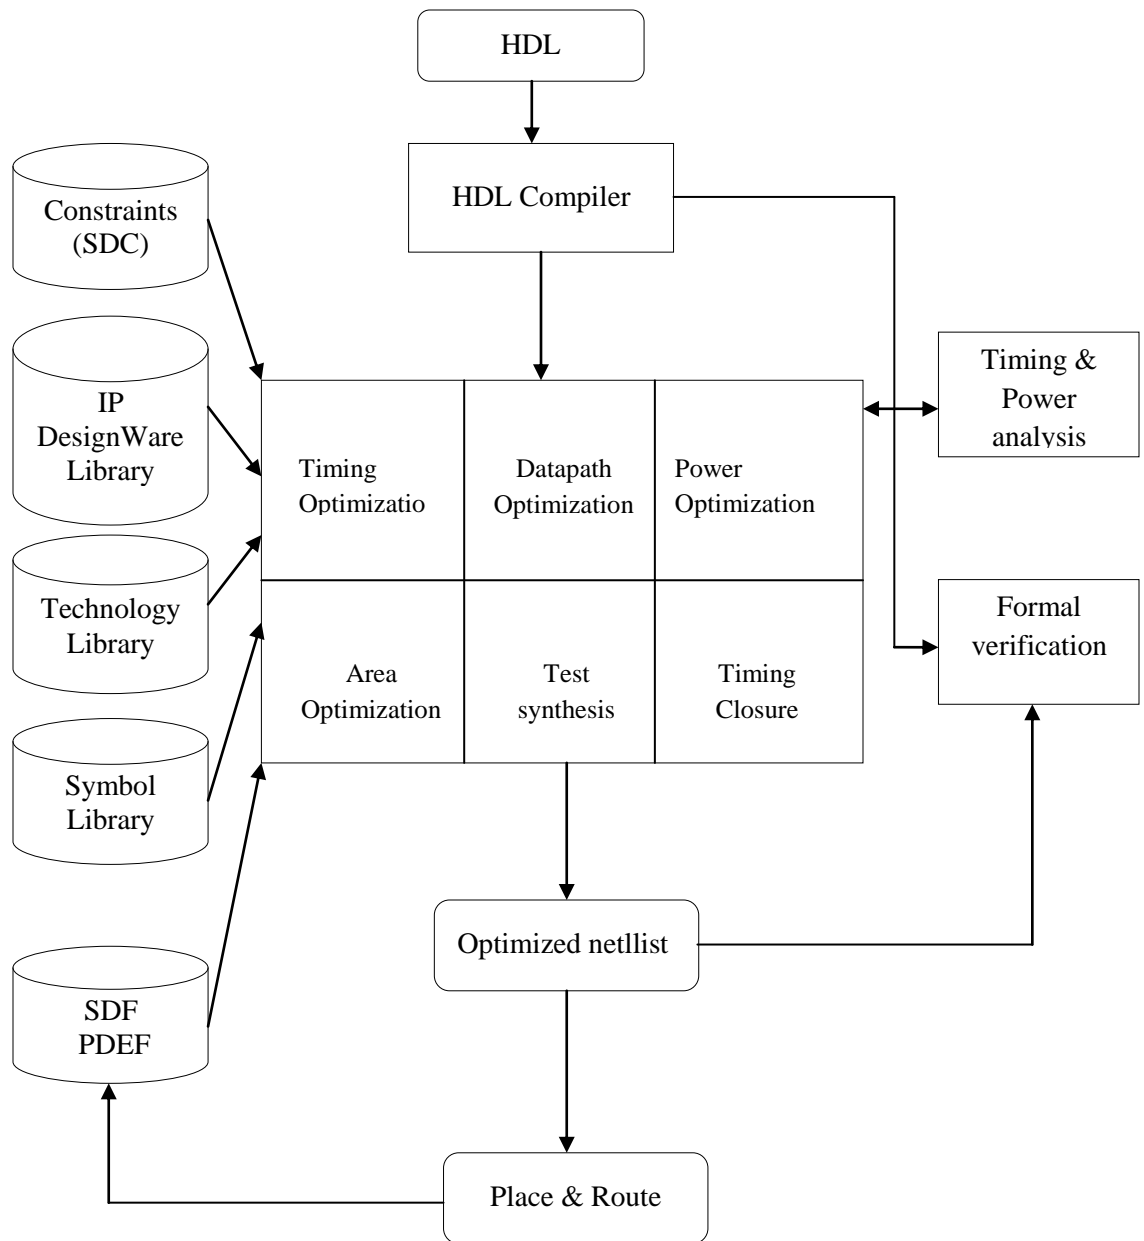 HDL
HDL Compiler
Constraints
(SDC)
IP
DesignWare
Library
Technology
Library
Symbol
Library
SDF
PDEF
Timing
Optimizatio
Datapath
Optimization
Power
Optimization
Area
Optimization
Test
synthesis
Timing
Closure
Timing &
Power
analysis
Formal
verification
Optimized netllist
Place & Route